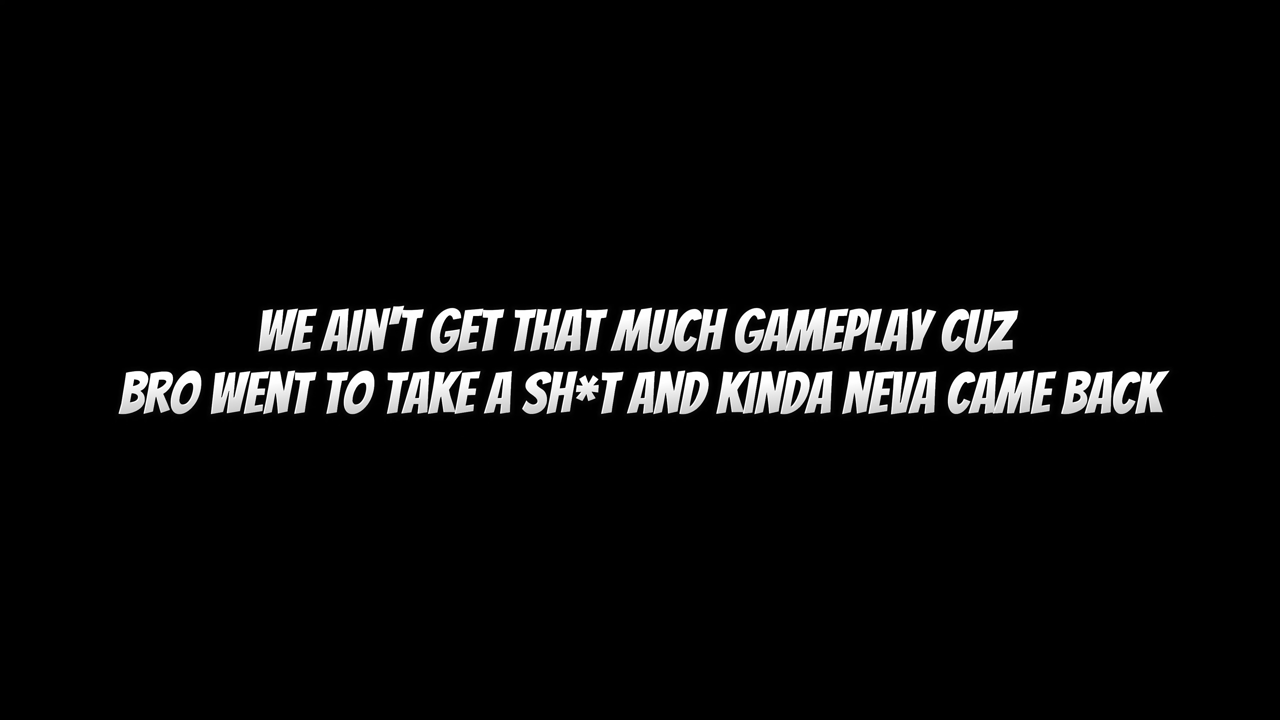 WE AIN'T GET THAT MUCH GAMEPLAY CUZ
BRO WENT TO TAKE A SH*T AND KINDA NEVA CAME BACK